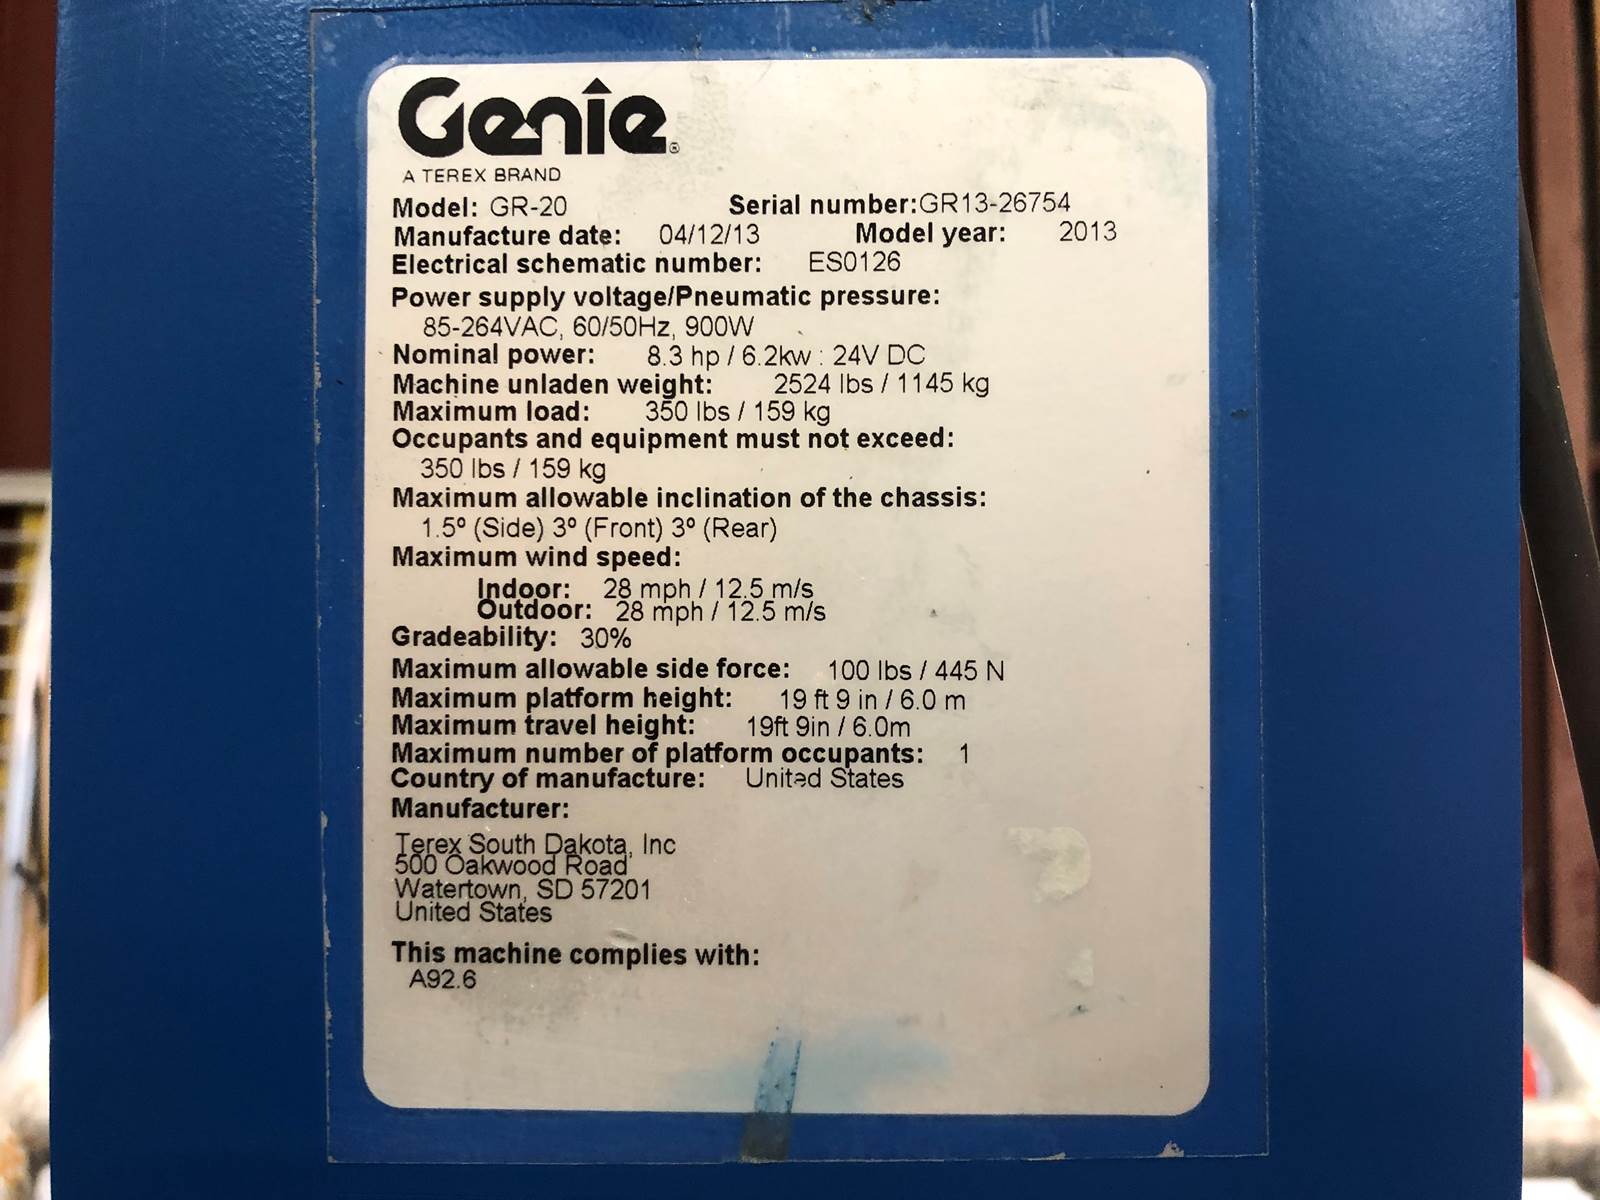 Genie®
A TEREX BRAND
Model: GR-20 Serial number:GR13-26754
Manufacture date: 04/12/13 Model year: 2013
Electrical schematic number: ES0126
Power supply voltage/Pneumatic pressure:
85-264VAC, 60/50Hz, 900W
Nominal power: 8.3 hp / 6.2kw : 24V DC
Machine unladen weight: 2524 lbs / 1145 kg
Maximum load: 350 lbs / 159 kg
Occupants and equipment must not exceed:
350 lbs / 159 kg
Maximum allowable inclination of the chassis:
1.5º (Side) 3º (Front) 3º (Rear)
Maximum wind speed:
Indoor: 28 mph / 12.5 m/s
Outdoor: 28 mph / 12.5 m/s
Gradeability: 30%
Maximum allowable side force: 100 lbs / 445 N
Maximum platform height: 19 ft 9 in / 6.0 m
Maximum travel height: 19ft 9in / 6.0m
Maximum number of platform occupants: 1
Country of manufacture: United States
Manufacturer:
Terex South Dakota, Inc
500 Oakwood Road
Watertown, SD 57201
United States
This machine complies with:
A92.6